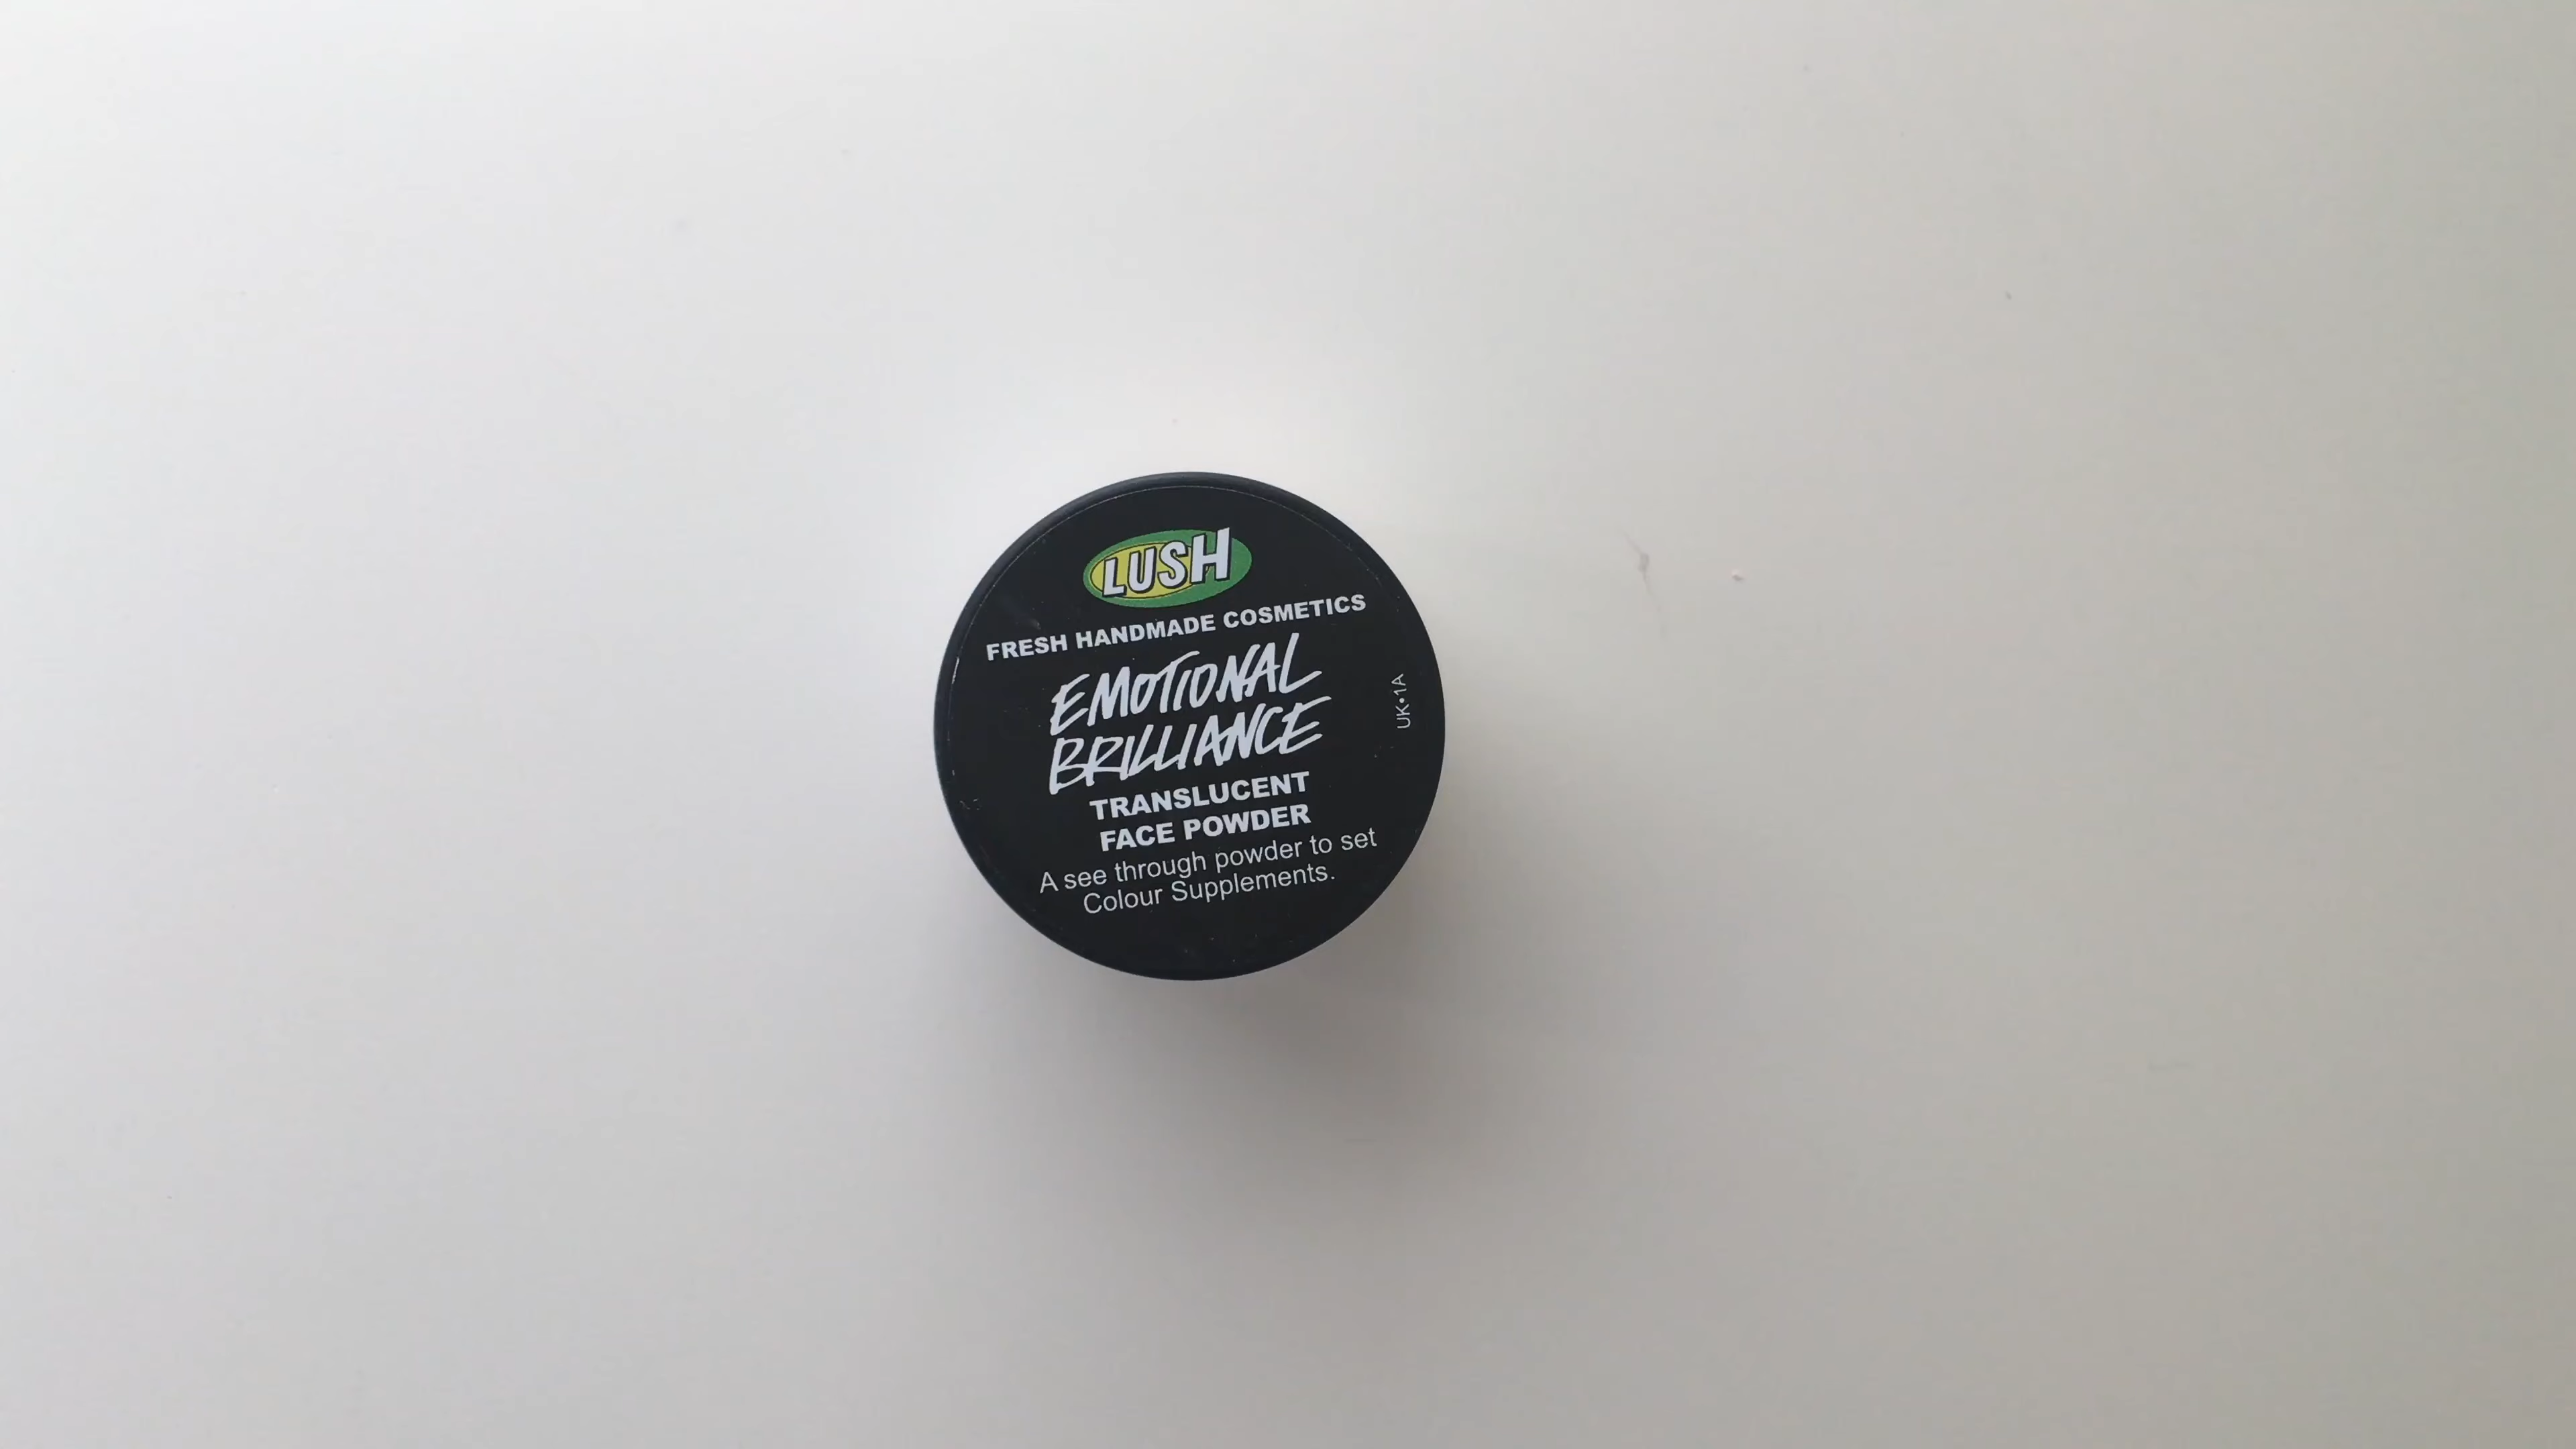 LUSH
FRESH HANDMADE COSMETICS
EMOTIONAL
BRILLIANCE
TRANSLUCENT
FACE POWDER
A see through powder to set
Colour Supplements.
UK•1A